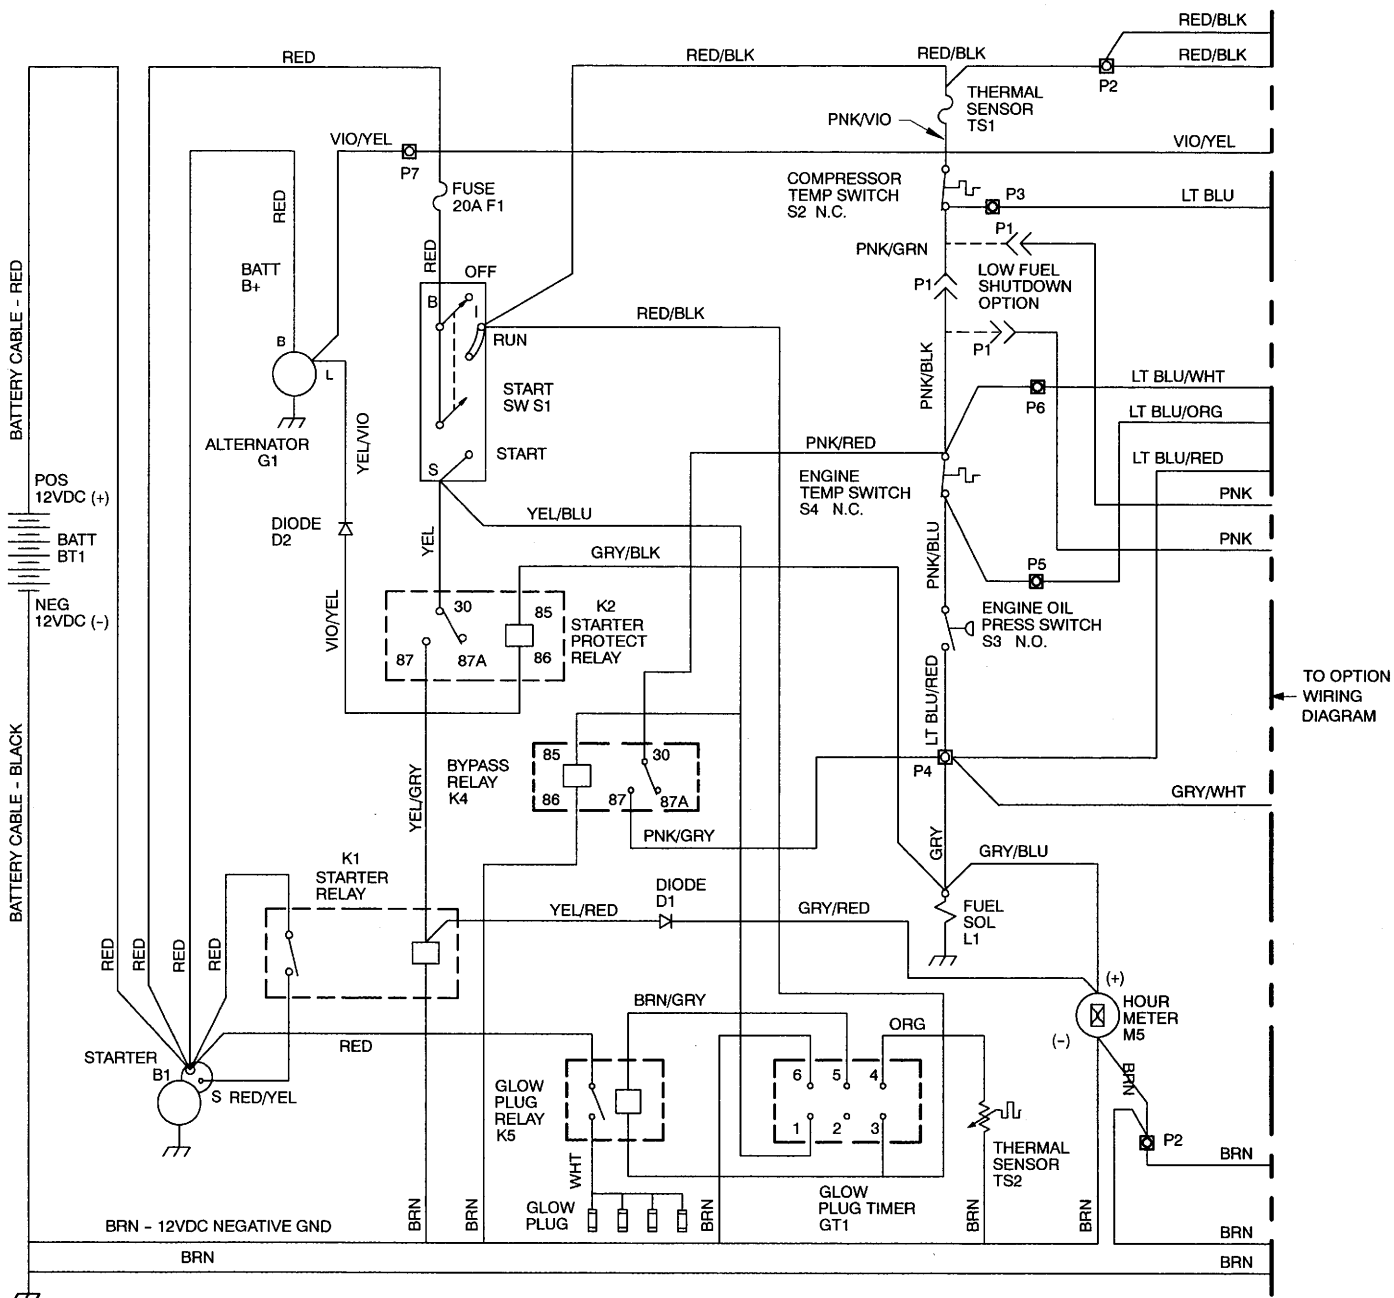 RED/BLK
RED
RED/BLK
RED/BLK
RED/BLK
P2
THERMAL
SENSOR
TS1
PNK/VIO
VIO/YEL
P7
VIO/YEL
COMPRESSOR
TEMP SWITCH
S2 N.C.
P3
LT BLU
FUSE
20A F1
RED
RED
P1
PNK/GRN
LOW FUEL
SHUTDOWN
OPTION
P1
BATT
B+
OFF
B
I
RUN
RED/BLK
P1
BATTERY CABLE - RED
B
L
ALTERNATOR
G1
YEL/VIO
START
SW S1
START
S
PNK/BLK
LT BLU/WHT
P6
LT BLU/ORG
PNK/RED
LT BLU/RED
ENGINE
TEMP SWITCH
S4 N.C.
PNK
PNK
POS
12VDC (+)
BATT
BT1
NEG
12VDC (-)
DIODE
D2
YEL
YEL/BLU
GRY/BLK
PNK/BLU
P5
VIO/YEL
30
85
87
87A
86
K2
STARTER
PROTECT
RELAY
ENGINE OIL
PRESS SWITCH
S3 N.O.
TO OPTION
WIRING
DIAGRAM
LT BLU/RED
BATTERY CABLE - BLACK
YEL/GRY
BYPASS
RELAY
K4
85
30
86
87
87A
P4
GRY/WHT
PNK/GRY
GRY
GRY/BLU
K1
STARTER
RELAY
DIODE
D1
YEL/RED
GRY/RED
FUEL
SOL
L1
RED
RED
RED
RED
(+)
HOUR
METER
M5
(-)
BRN/GRY
ORG
RED
STARTER
B1
S RED/YEL
GLOW
PLUG
RELAY
K5
6
5
4
1
2
3
BRN
P2
BRN
THERMAL
SENSOR
TS2
WHT
GLOW
PLUG
GLOW
PLUG TIMER
GT1
BRN
BRN
BRN
BRN
BRN
BRN - 12VDC NEGATIVE GND
BRN
BRN
BRN